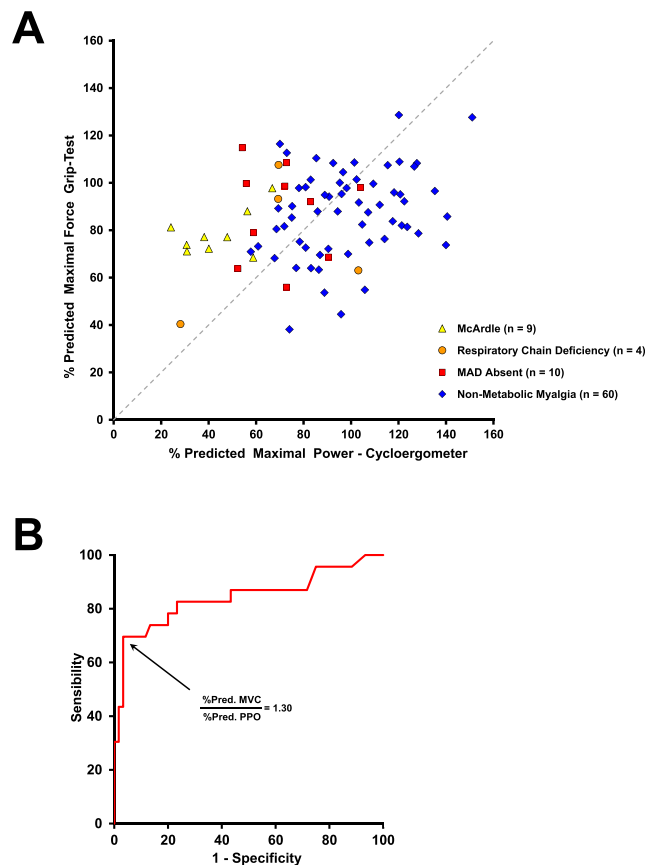 A
160
140
120
100
80
60
40
20
0
% Predicted Maximal Force Grip-Test
McArdle (n = 9)
Respiratory Chain Deficiency (n = 4)
MAD Absent (n = 10)
Non-Metabolic Myalgia (n = 60)
0 20 40 60 80 100 120 140 160
% Predicted Maximal Power - Cycloergometer
B
100
80
60
40
20
0
Sensibility
%Pred. MVC
%Pred. PPO
= 1.30
0 20 40 60 80 100
1 - Specificity